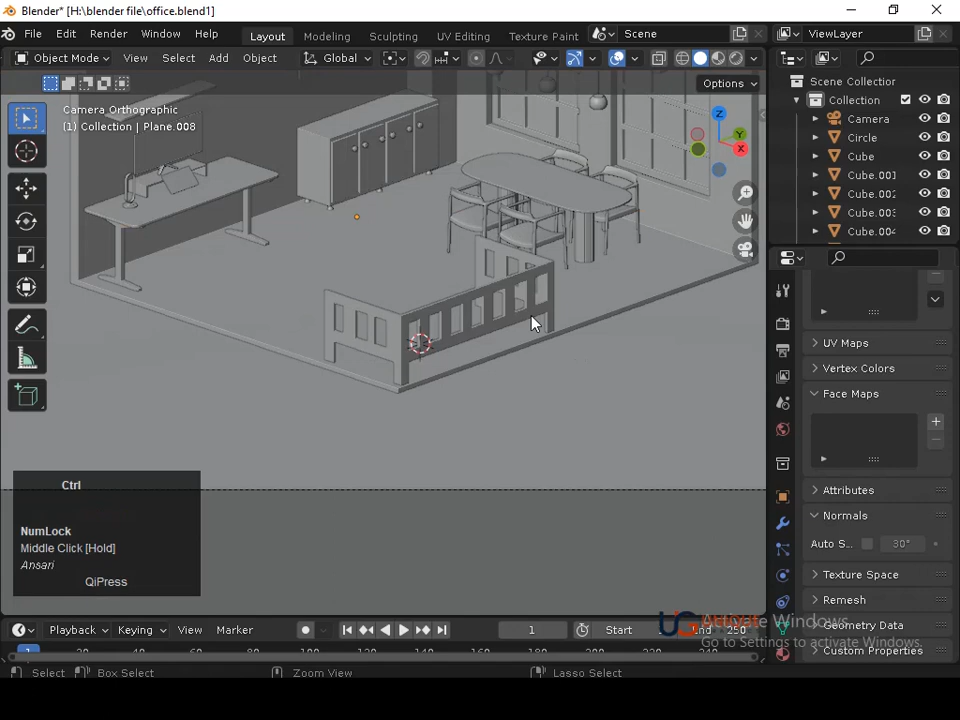 Blender* [H:\blender file\office.blend1]
File Edit Render Window Help Layout Modeling Sculpting UV Editing Texture Paint Scene ViewLayer
Object Mode View Select Add Object Global
Options
Camera Orthographic
(1) Collection | Plane.008
Z
Y
X
Scene Collection
Collection
Camera
Circle
Cube
Cube.001
Cube.002
Cube.003
Cube.004
UV Maps
Vertex Colors
Face Maps
Attributes
Normals
Auto S... 30°
Texture Space
Remesh
Geometry Data
Custom Properties
Ctrl
NumLock
Middle Click [Hold]
Ansari
QiPress
Activate Windows
Go to Settings to activate Windows.
Playback Keying View Marker 1 Start End 250
1 20
Select Box Select Zoom View Lasso Select